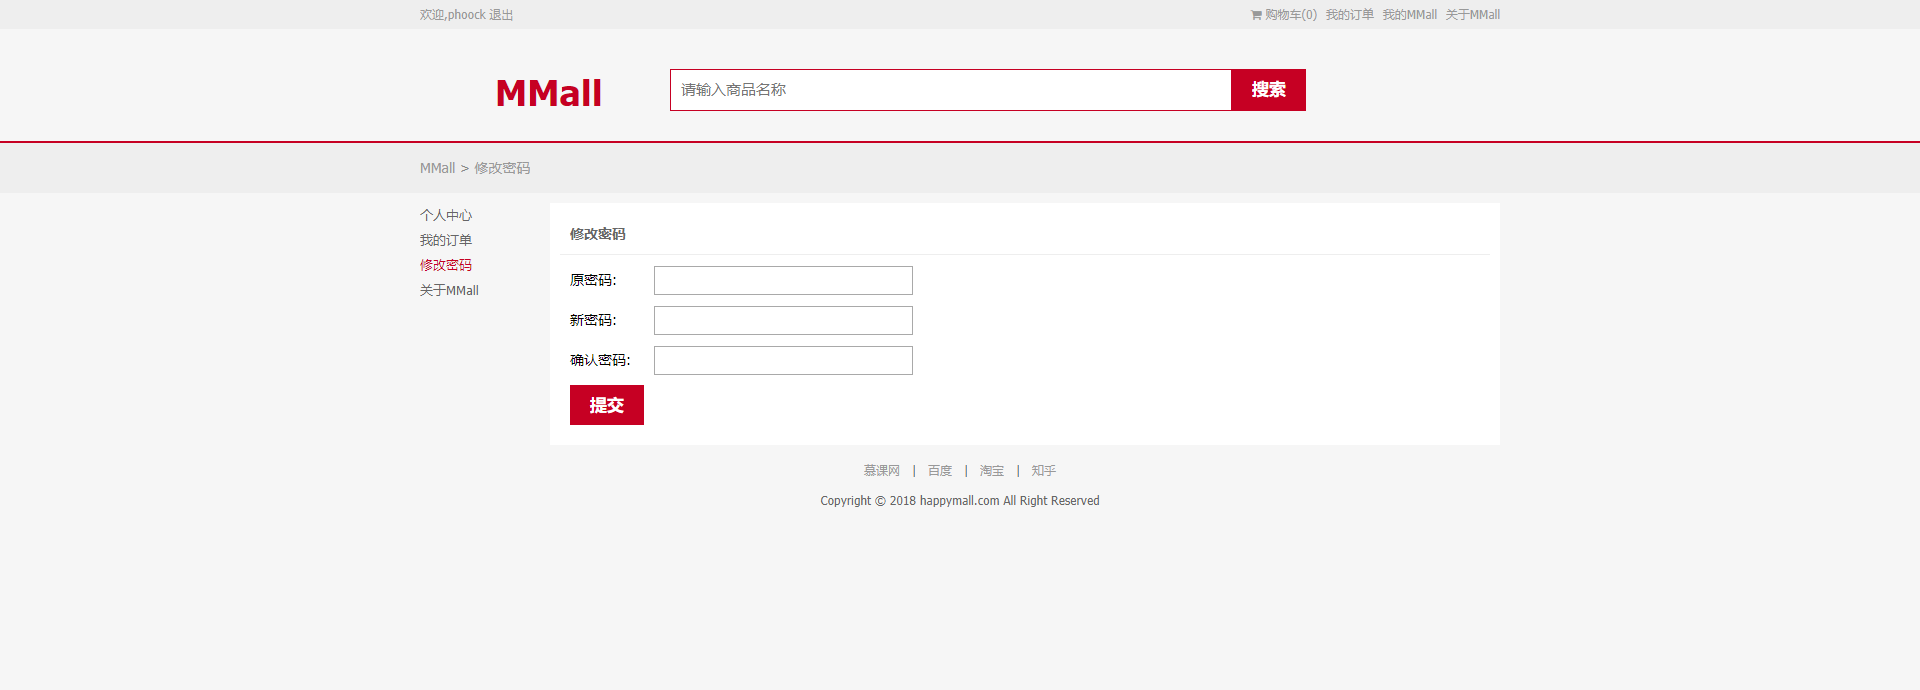 欢迎,phoock 退出 购物车(0) 我的订单 我的MMall 关于MMall
MMall 请输入商品名称 搜索
MMall > 修改密码
个人中心
我的订单
修改密码
关于MMall
修改密码
原密码:
新密码:
确认密码:
提交
慕课网 | 百度 | 淘宝 | 知乎
Copyright © 2018 happymall.com All Right Reserved